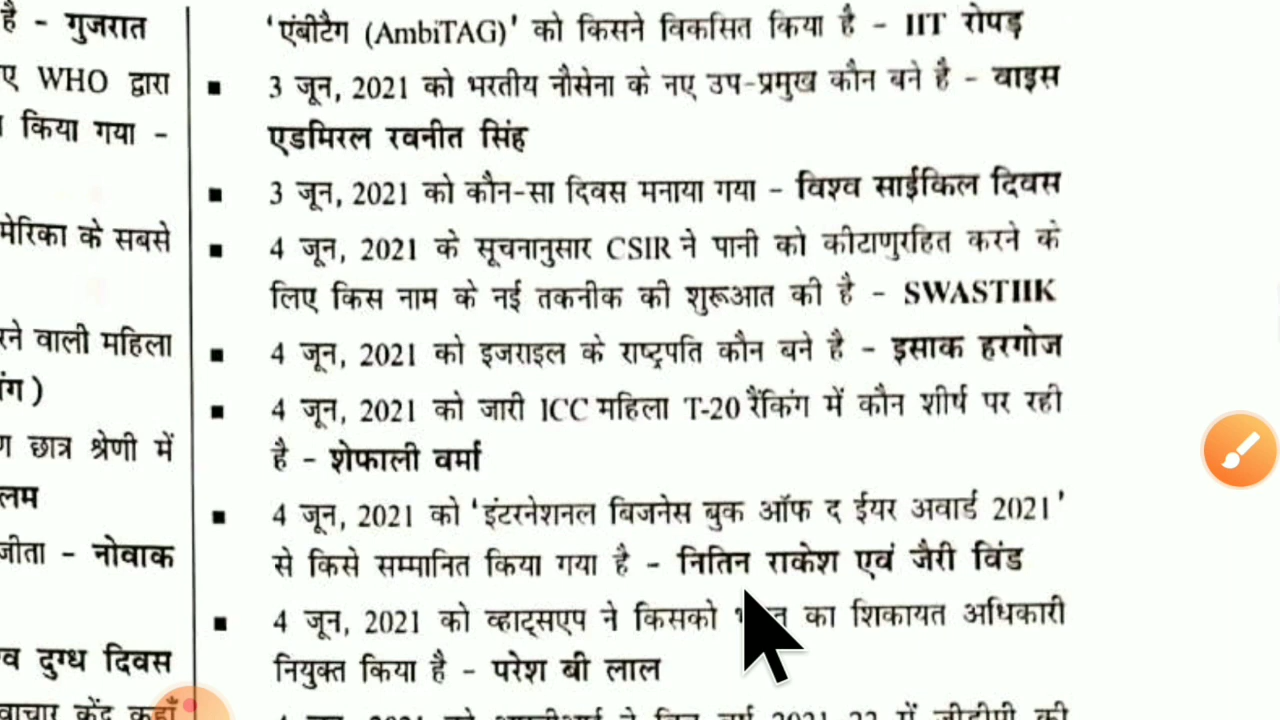 है - गुजरात
ए WHO द्वारा
किया गया -
मेरिका के सबसे
रने वाली महिला
ंग )
ण छात्र श्रेणी में
लम
जीता - नोवाक
व दुग्ध दिवस
वाचार केंद्र कहाँ
'एंबीटैग (AmbiTAG)' को किसने विकसित किया है - IIT रोपड़
▪ 3 जून, 2021 को भरतीय नौसेना के नए उप-प्रमुख कौन बने है - वाइस
एडमिरल रवनीत सिंह
▪ 3 जून, 2021 को कौन-सा दिवस मनाया गया - विश्व साईकिल दिवस
▪ 4 जून, 2021 के सूचनानुसार CSIR ने पानी को कीटाणुरहित करने के
लिए किस नाम के नई तकनीक की शुरूआत की है - SWASTIIK
▪ 4 जून, 2021 को इजराइल के राष्ट्रपति कौन बने है - इसाक हरगोज
▪ 4 जून, 2021 को जारी ICC महिला T-20 रैंकिंग में कौन शीर्ष पर रही
है - शेफाली वर्मा
▪ 4 जून, 2021 को 'इंटरनेशनल बिजनेस बुक ऑफ द ईयर अवार्ड 2021'
से किसे सम्मानित किया गया है - नितिन राकेश एवं जैरी विंड
▪ 4 जून, 2021 को व्हाट्सएप ने किसको का शिकायत अधिकारी
नियुक्त किया है - परेश बी लाल